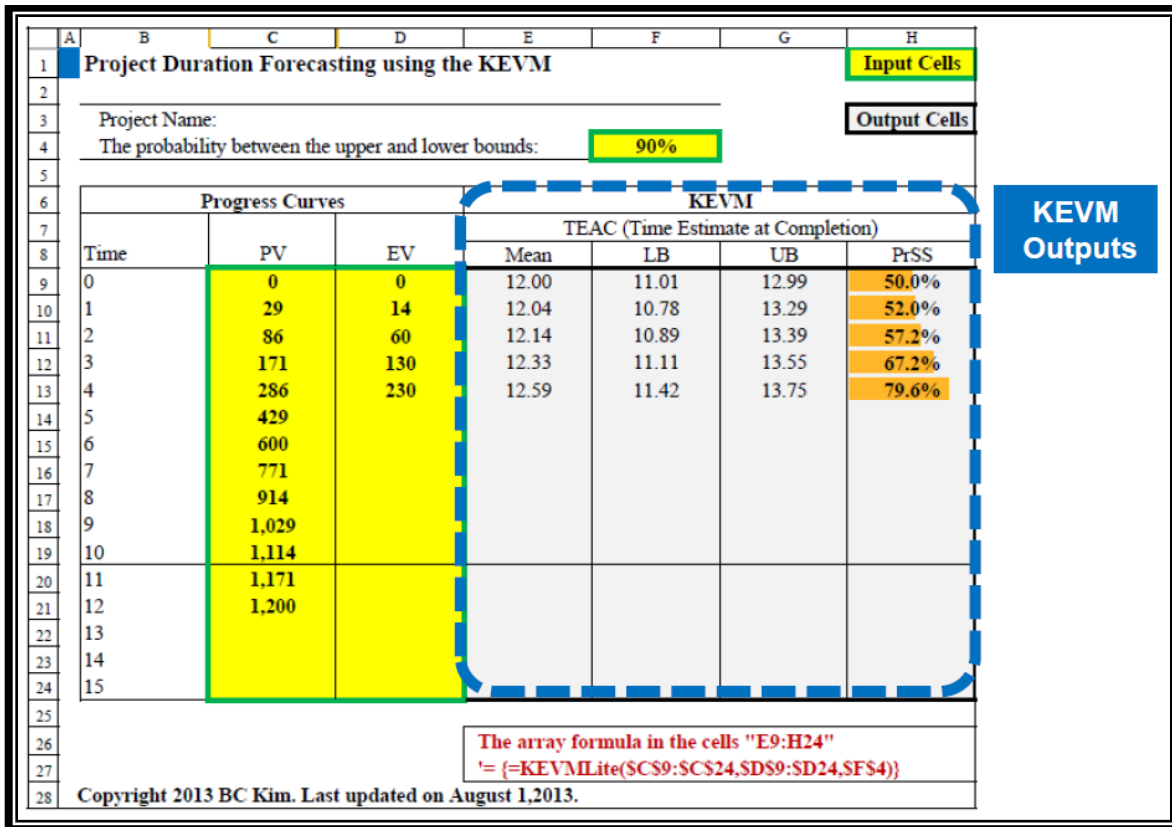 A B C D E F G H
1 Project Duration Forecasting using the KEVM Input Cells
2
3 Project Name: Output Cells
4 The probability between the upper and lower bounds: 90%
5
6 Progress Curves KEVM
7 TEAC (Time Estimate at Completion)
8 Time PV EV Mean LB UB PrSS
9 0 0 0 12.00 11.01 12.99 50.0%
10 1 29 14 12.04 10.78 13.29 52.0%
11 2 86 60 12.14 10.89 13.39 57.2%
12 3 171 130 12.33 11.11 13.55 67.2%
13 4 286 230 12.59 11.42 13.75 79.6%
14 5 429
15 6 600
16 7 771
17 8 914
18 9 1,029
19 10 1,114
20 11 1,171
21 12 1,200
22 13
23 14
24 15
25
26 The array formula in the cells "E9:H24"
27 '= {=KEVMLite($C$9:$C$24,$D$9:$D24,$F$4)}
28 Copyright 2013 BC Kim. Last updated on August 1,2013.
KEVM
Outputs